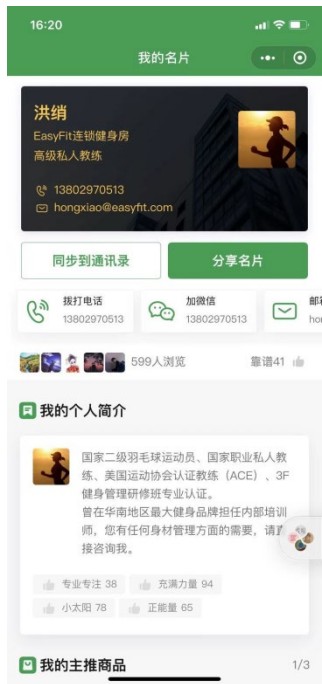 16:20
我的名片
洪绡
EasyFit连锁健身房
高级私人教练
13802970513
hongxiao@easyfit.com
同步到通讯录
分享名片
拨打电话
13802970513
加微信
13802970513
邮箱
hon
599人浏览
靠谱41
我的个人简介
国家二级羽毛球运动员、国家职业私人教
练、美国运动协会认证教练（ACE）、3F
健身管理研修班专业认证。
曾在华南地区最大健身品牌担任内部培训
师，您有任何身材管理方面的需要，请直
接咨询我。
专业专注 38
充满力量 94
小太阳 78
正能量 65
我的主推商品
1/3